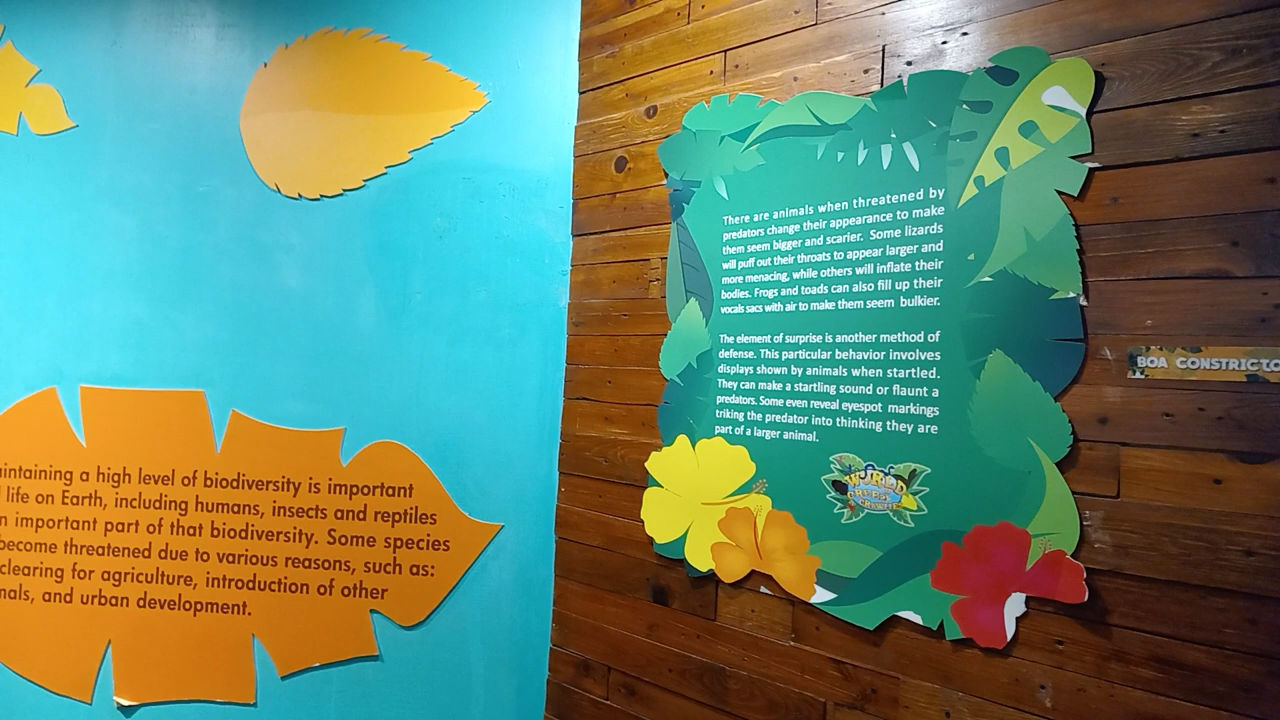 intaining a high level of biodiversity is important
life on Earth, including humans, insects and reptiles
n important part of that biodiversity. Some species
become threatened due to various reasons, such as:
clearing for agriculture, introduction of other
nals, and urban development.
There are animals when threatened by
predators change their appearance to make
them seem bigger and scarier. Some lizards
will puff out their throats to appear larger and
more menacing, while others will inflate their
bodies. Frogs and toads can also fill up their
vocals sacs with air to make them seem bulkier.
The element of surprise is another method of
defense. This particular behavior involves
displays shown by animals when startled.
They can make a startling sound or flaunt a
predators. Some even reveal eyespot markings
triking the predator into thinking they are
part of a larger animal.
WORLD
CREEPY
CRAWLIES
BOA CONSTRICTO